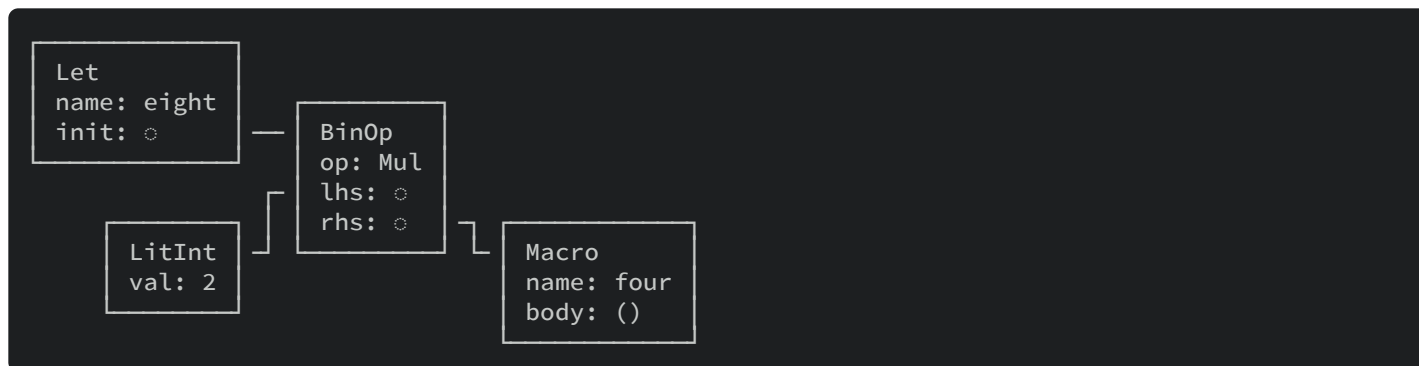 Let
name: eight
init: ◌
BinOp
op: Mul
lhs: ◌
rhs: ◌
LitInt
val: 2
Macro
name: four
body: ()